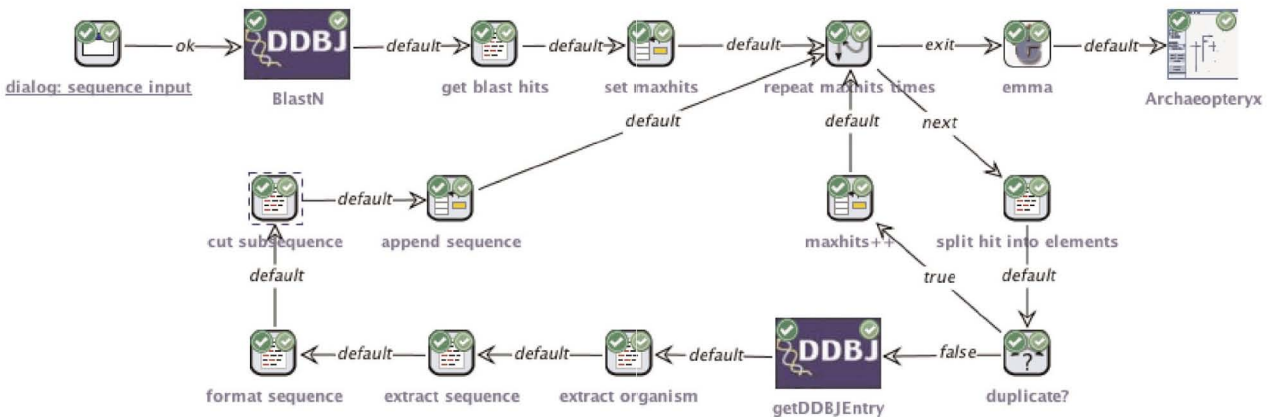 ok
default
default
default
exit
default
DDBJ
dialog: sequence input
BlastN
get blast hits
set maxhits
repeat maxhits times
emma
Archaeopteryx
default
default
next
default
cut subsequence
append sequence
maxhits++
split hit into elements
default
true
default
default
default
default
false
DDBJ
format sequence
extract sequence
extract organism
getDDBJEntry
duplicate?
?